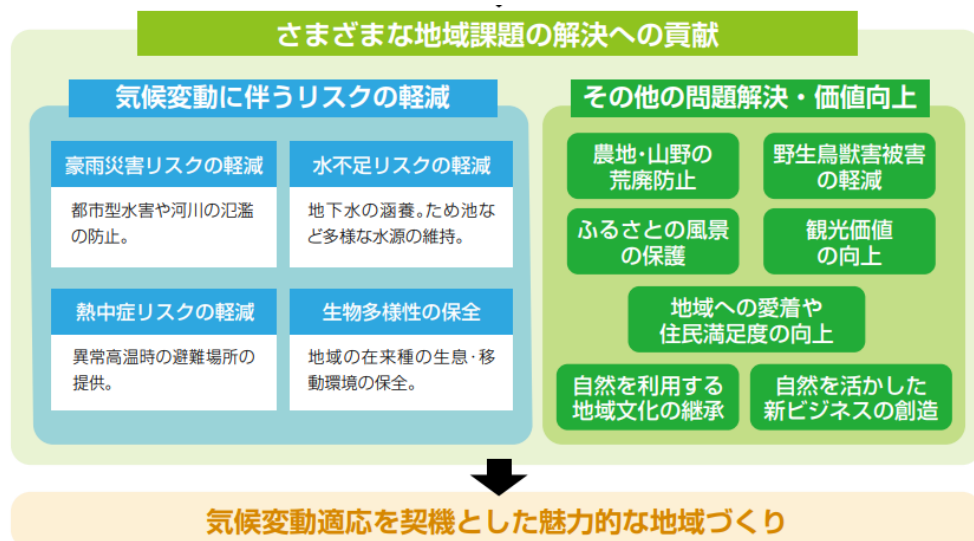 さまざまな地域課題の解決への貢献
気候変動に伴うリスクの軽減
豪雨災害リスクの軽減
都市型水害や河川の氾濫
の防止。
水不足リスクの軽減
地下水の涵養。ため池な
ど多様な水源の維持。
熱中症リスクの軽減
異常高温時の避難場所の
提供。
生物多様性の保全
地域の在来種の生息・移
動環境の保全。
その他の問題解決・価値向上
農地・山野の
荒廃防止
野生鳥獣害被害
の軽減
ふるさとの風景
の保護
観光価値
の向上
地域への愛着や
住民満足度の向上
自然を利用する
地域文化の継承
自然を活かした
新ビジネスの創造
気候変動適応を契機とした魅力的な地域づくり